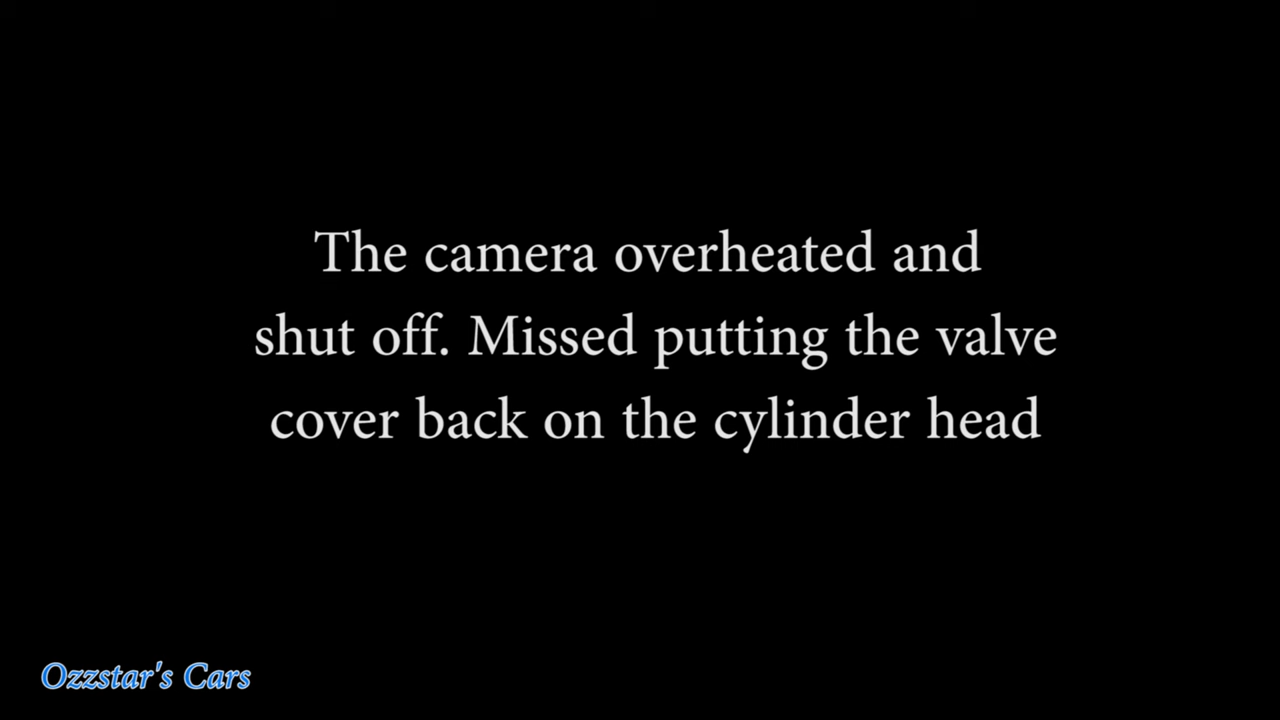 The camera overheated and
shut off. Missed putting the valve
cover back on the cylinder head
Ozzstar's Cars